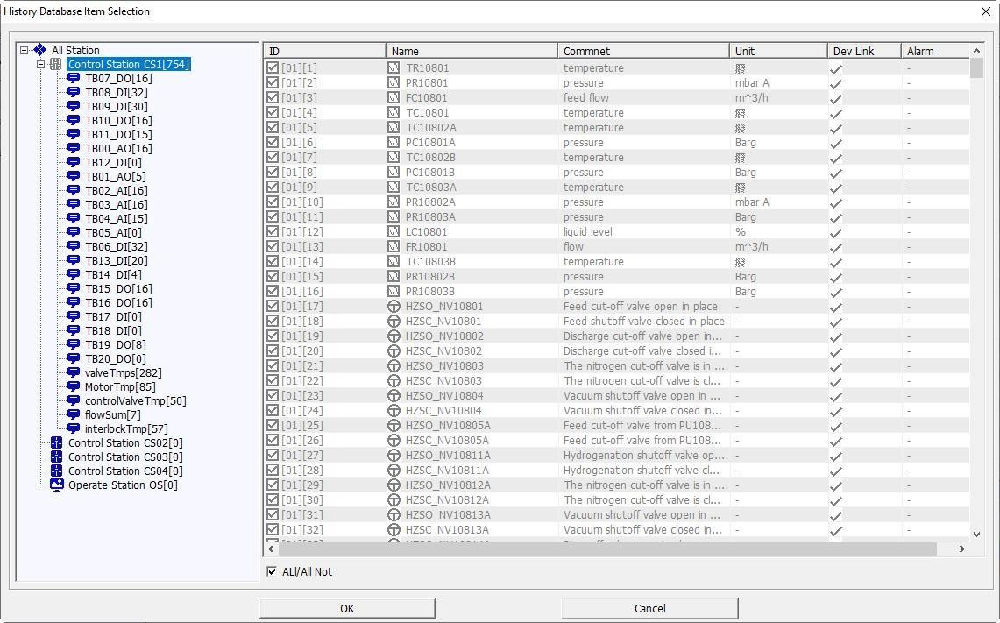 History Database Item Selection
All Station
Control Station CS1[754]
TB07_DO[16]
TB08_DI[32]
TB09_DI[30]
TB10_DO[16]
TB11_DO[15]
TB00_AO[16]
TB12_DI[0]
TB01_AO[5]
TB02_AI[16]
TB03_AI[16]
TB04_AI[15]
TB05_AI[0]
TB06_DI[32]
TB13_DI[20]
TB14_DI[4]
TB15_DO[16]
TB16_DO[16]
TB17_DI[0]
TB18_DI[0]
TB19_DO[8]
TB20_DO[0]
valveTmps[282]
MotorTmp[85]
controlValveTmp[50]
flowSum[7]
interlockTmp[57]
Control Station CS02[0]
Control Station CS03[0]
Control Station CS04[0]
Operate Station OS[0]
ID Name Commnet Unit Dev Link Alarm
[01][1] TR10801 temperature -
[01][2] PR10801 pressure mbar A -
[01][3] FC10801 feed flow m^3/h -
[01][4] TC10801 temperature -
[01][5] TC10802A temperature -
[01][6] PC10801A pressure Barg -
[01][7] TC10802B temperature -
[01][8] PC10801B pressure Barg -
[01][9] TC10803A temperature -
[01][10] PR10802A pressure mbar A -
[01][11] PR10803A pressure Barg -
[01][12] LC10801 liquid level % -
[01][13] FR10801 flow m^3/h -
[01][14] TC10803B temperature -
[01][15] PR10802B pressure Barg -
[01][16] PR10803B pressure Barg -
[01][17] HZSO_NV10801 Feed cut-off valve open in place - -
[01][18] HZSC_NV10801 Feed shutoff valve closed in place - -
[01][19] HZSO_NV10802 Discharge cut-off valve open in... - -
[01][20] HZSC_NV10802 Discharge cut-off valve closed i... - -
[01][21] HZSO_NV10803 The nitrogen cut-off valve is in ... - -
[01][22] HZSC_NV10803 The nitrogen cut-off valve is cl... - -
[01][23] HZSO_NV10804 Vacuum shutoff valve open in ... - -
[01][24] HZSC_NV10804 Vacuum shutoff valve closed in... - -
[01][25] HZSO_NV10805A Feed cut-off valve from PU108... - -
[01][26] HZSC_NV10805A Feed cut-off valve from PU108... - -
[01][27] HZSO_NV10811A Hydrogenation shutoff valve op... - -
[01][28] HZSC_NV10811A Hydrogenation shutoff valve cl... - -
[01][29] HZSO_NV10812A The nitrogen cut-off valve is in ... - -
[01][30] HZSC_NV10812A The nitrogen cut-off valve is cl... - -
[01][31] HZSO_NV10813A Vacuum shutoff valve open in ... - -
[01][32] HZSC_NV10813A Vacuum shutoff valve closed in... - -
ALl/All Not
OK Cancel